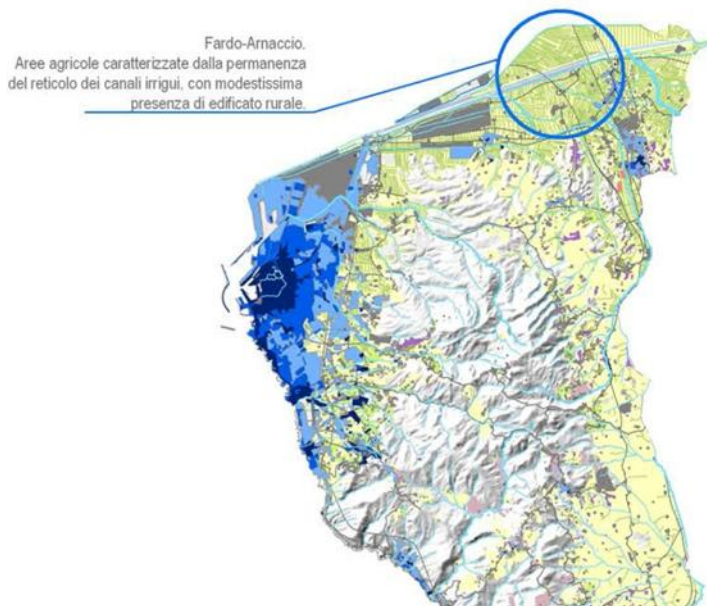 Fardo-Arnaccio.
Aree agricole caratterizzate dalla permanenza
del reticolo dei canali irrigui, con modestissima
presenza di edificato rurale.